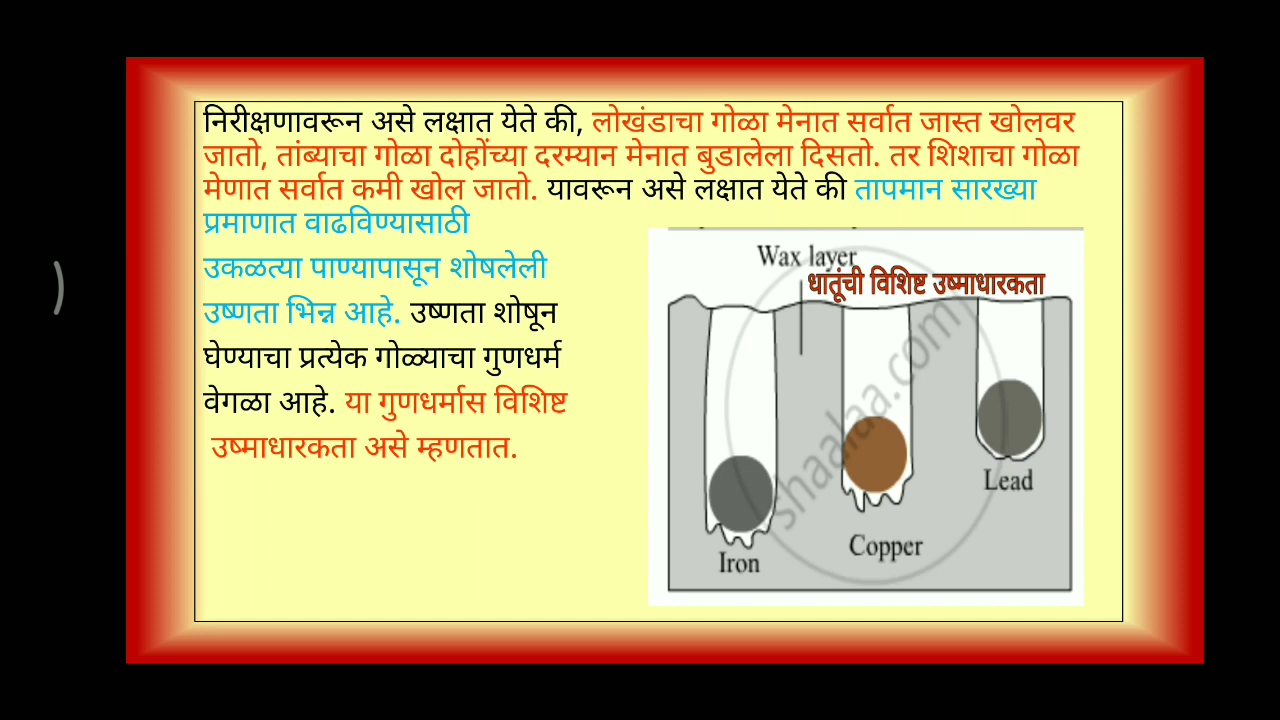 निरीक्षणावरून असे लक्षात येते की, लोखंडाचा गोळा मेनात सर्वात जास्त खोलवर
जातो, तांब्याचा गोळा दोहोंच्या दरम्यान मेनात बुडालेला दिसतो. तर शिशाचा गोळा
मेणात सर्वात कमी खोल जातो. यावरून असे लक्षात येते की तापमान सारख्या
प्रमाणात वाढविण्यासाठी
उकळत्या पाण्यापासून शोषलेली
उष्णता भिन्न आहे. उष्णता शोषून
घेण्याचा प्रत्येक गोळ्याचा गुणधर्म
वेगळा आहे. या गुणधर्मास विशिष्ट
उष्माधारकता असे म्हणतात.
Wax layer
धातूंची विशिष्ट उष्माधारकता
shaalaa.com
Lead
Copper
Iron